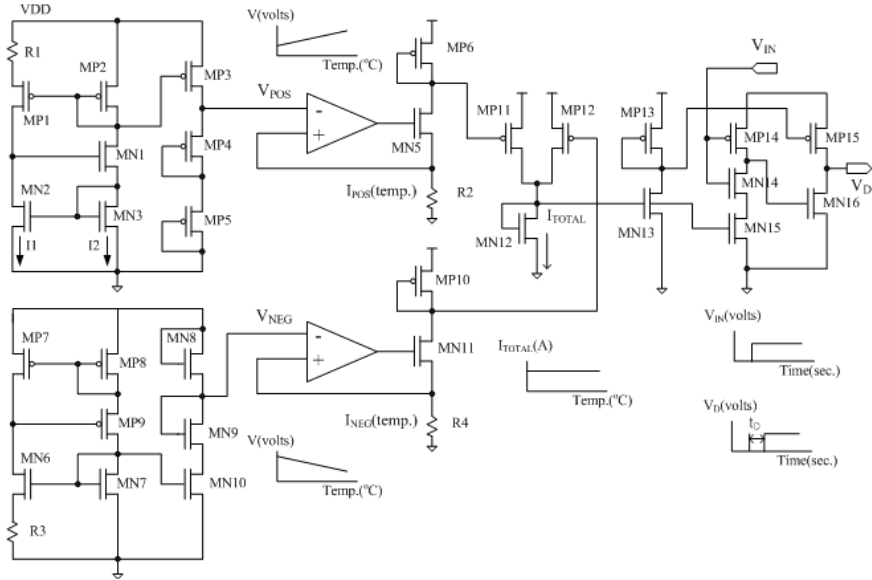 VDD
R1
MP2
MP3
MP1
MN1
MP4
MN2
MN3
MP5
I1
I2
V(volts)
Temp.(°C)
VPOS
-
+
MN5
MP6
IPOS(temp.)
R2
MP11
MP12
MN12
ITOTAL
MP13
MN13
VIN
MP14
MP15
MN14
MN15
MN16
VD
MP7
MP8
MN8
MP9
MN9
MN6
MN7
MN10
R3
VNEG
-
+
MP10
MN11
INEG(temp.)
R4
V(volts)
Temp.(°C)
ITOTAL(A)
Temp.(°C)
VIN(volts)
Time(sec.)
VD(volts)
tD
Time(sec.)